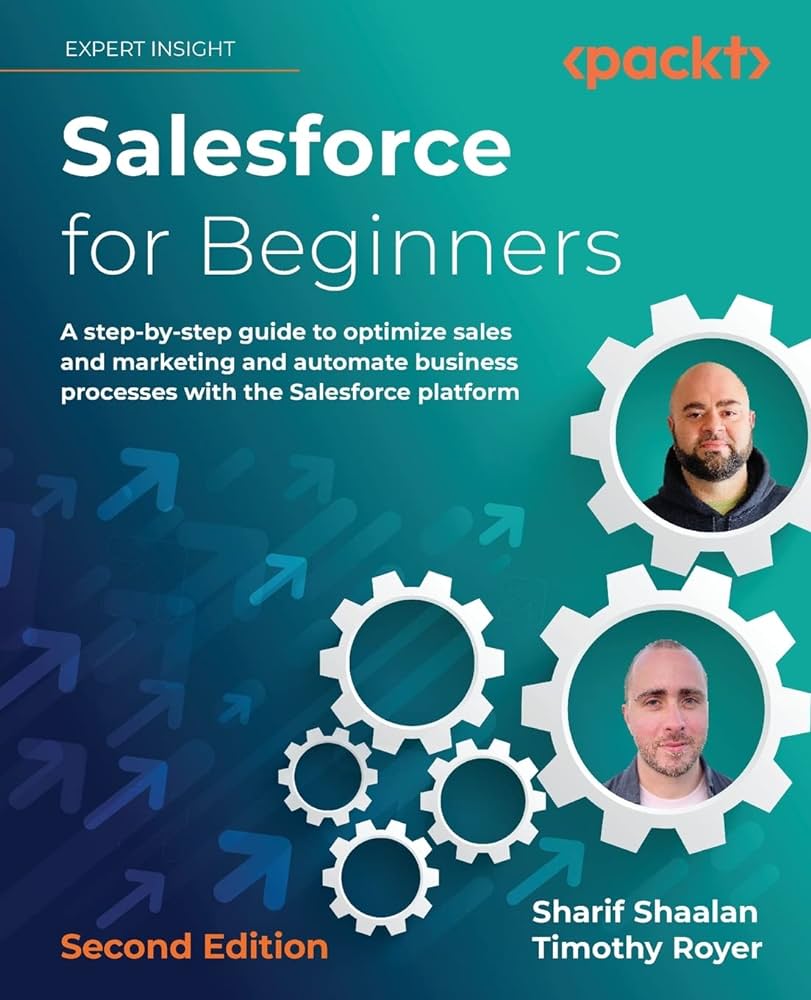 EXPERT INSIGHT
<packt>
Salesforce
for Beginners
A step-by-step guide to optimize sales
and marketing and automate business
processes with the Salesforce platform
Second Edition
Sharif Shaalan
Timothy Royer